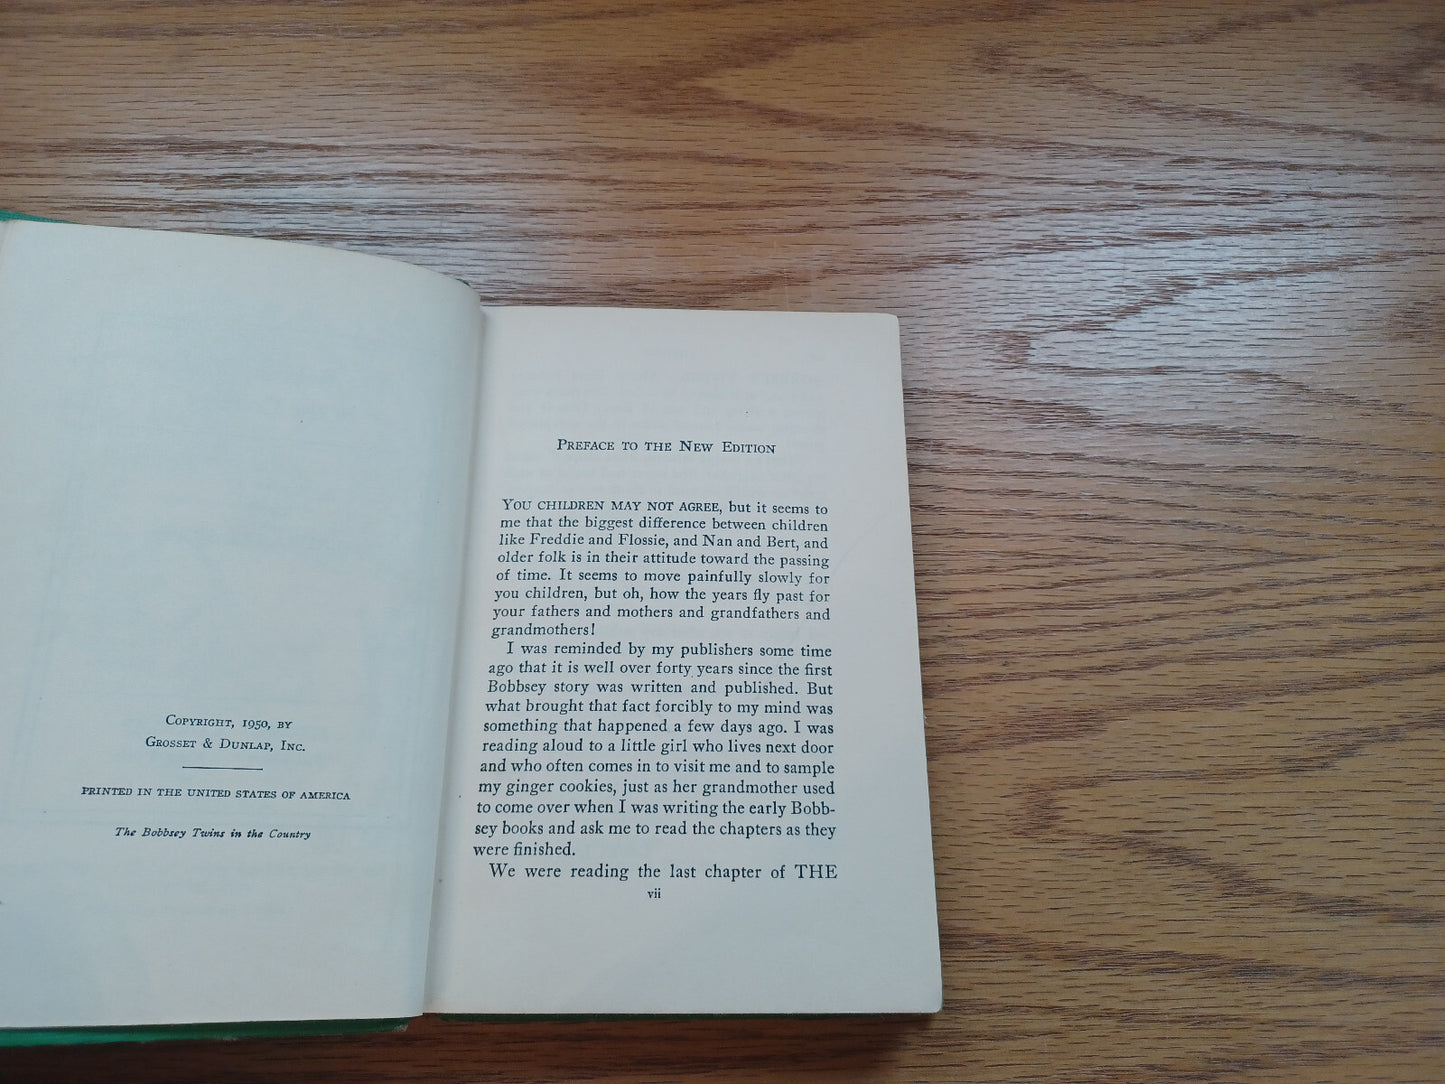 Copyright, 1950, by
Grosset & Dunlap, Inc.
PRINTED IN THE UNITED STATES OF AMERICA
The Bobbsey Twins in the Country
Preface to the New Edition
You children may not agree, but it seems to
me that the biggest difference between children
like Freddie and Flossie, and Nan and Bert, and
older folk is in their attitude toward the passing
of time. It seems to move painfully slowly for
you children, but oh, how the years fly past for
your fathers and mothers and grandfathers and
grandmothers!
I was reminded by my publishers some time
ago that it is well over forty years since the first
Bobbsey story was written and published. But
what brought that fact forcibly to my mind was
something that happened a few days ago. I was
reading aloud to a little girl who lives next door
and who often comes in to visit me and to sample
my ginger cookies, just as her grandmother used
to come over when I was writing the early Bobb-
sey books and ask me to read the chapters as they
were finished.
We were reading the last chapter of THE
vii